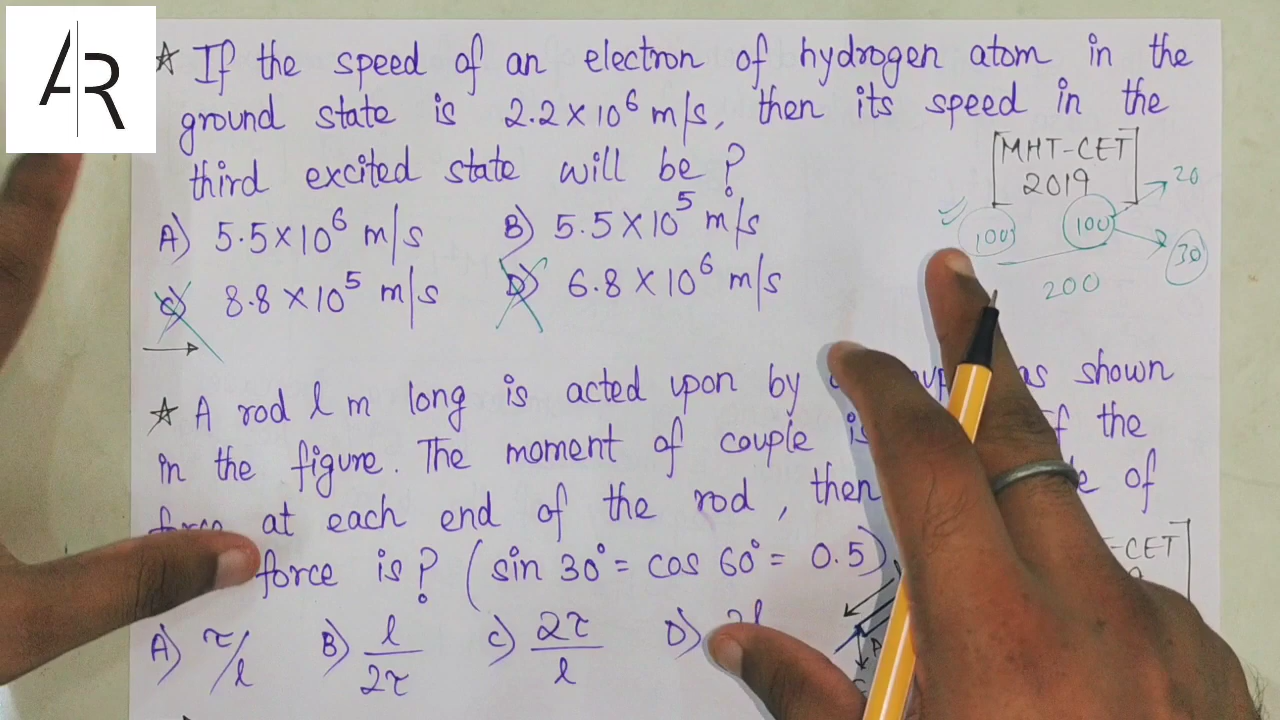 AR
☆ If the speed of an electron of hydrogen atom in the
ground state is 2.2×10⁶ m/s, then its speed in the
third excited state will be?
[MHT-CET
2019]
A) 5.5×10⁶ m/s B) 5.5×10⁵ m/s
C) 8.8×10⁵ m/s D) 6.8×10⁶ m/s
100 100 20
30
200
☆ A rod l m long is acted upon by as shown
in the figure. The moment of couple is the
force at each end of the rod, then of
force is? (sin 30° = cos 60° = 0.5)
-CET]
A) τ/l B) l/2τ C) 2τ/l D) 2l
A